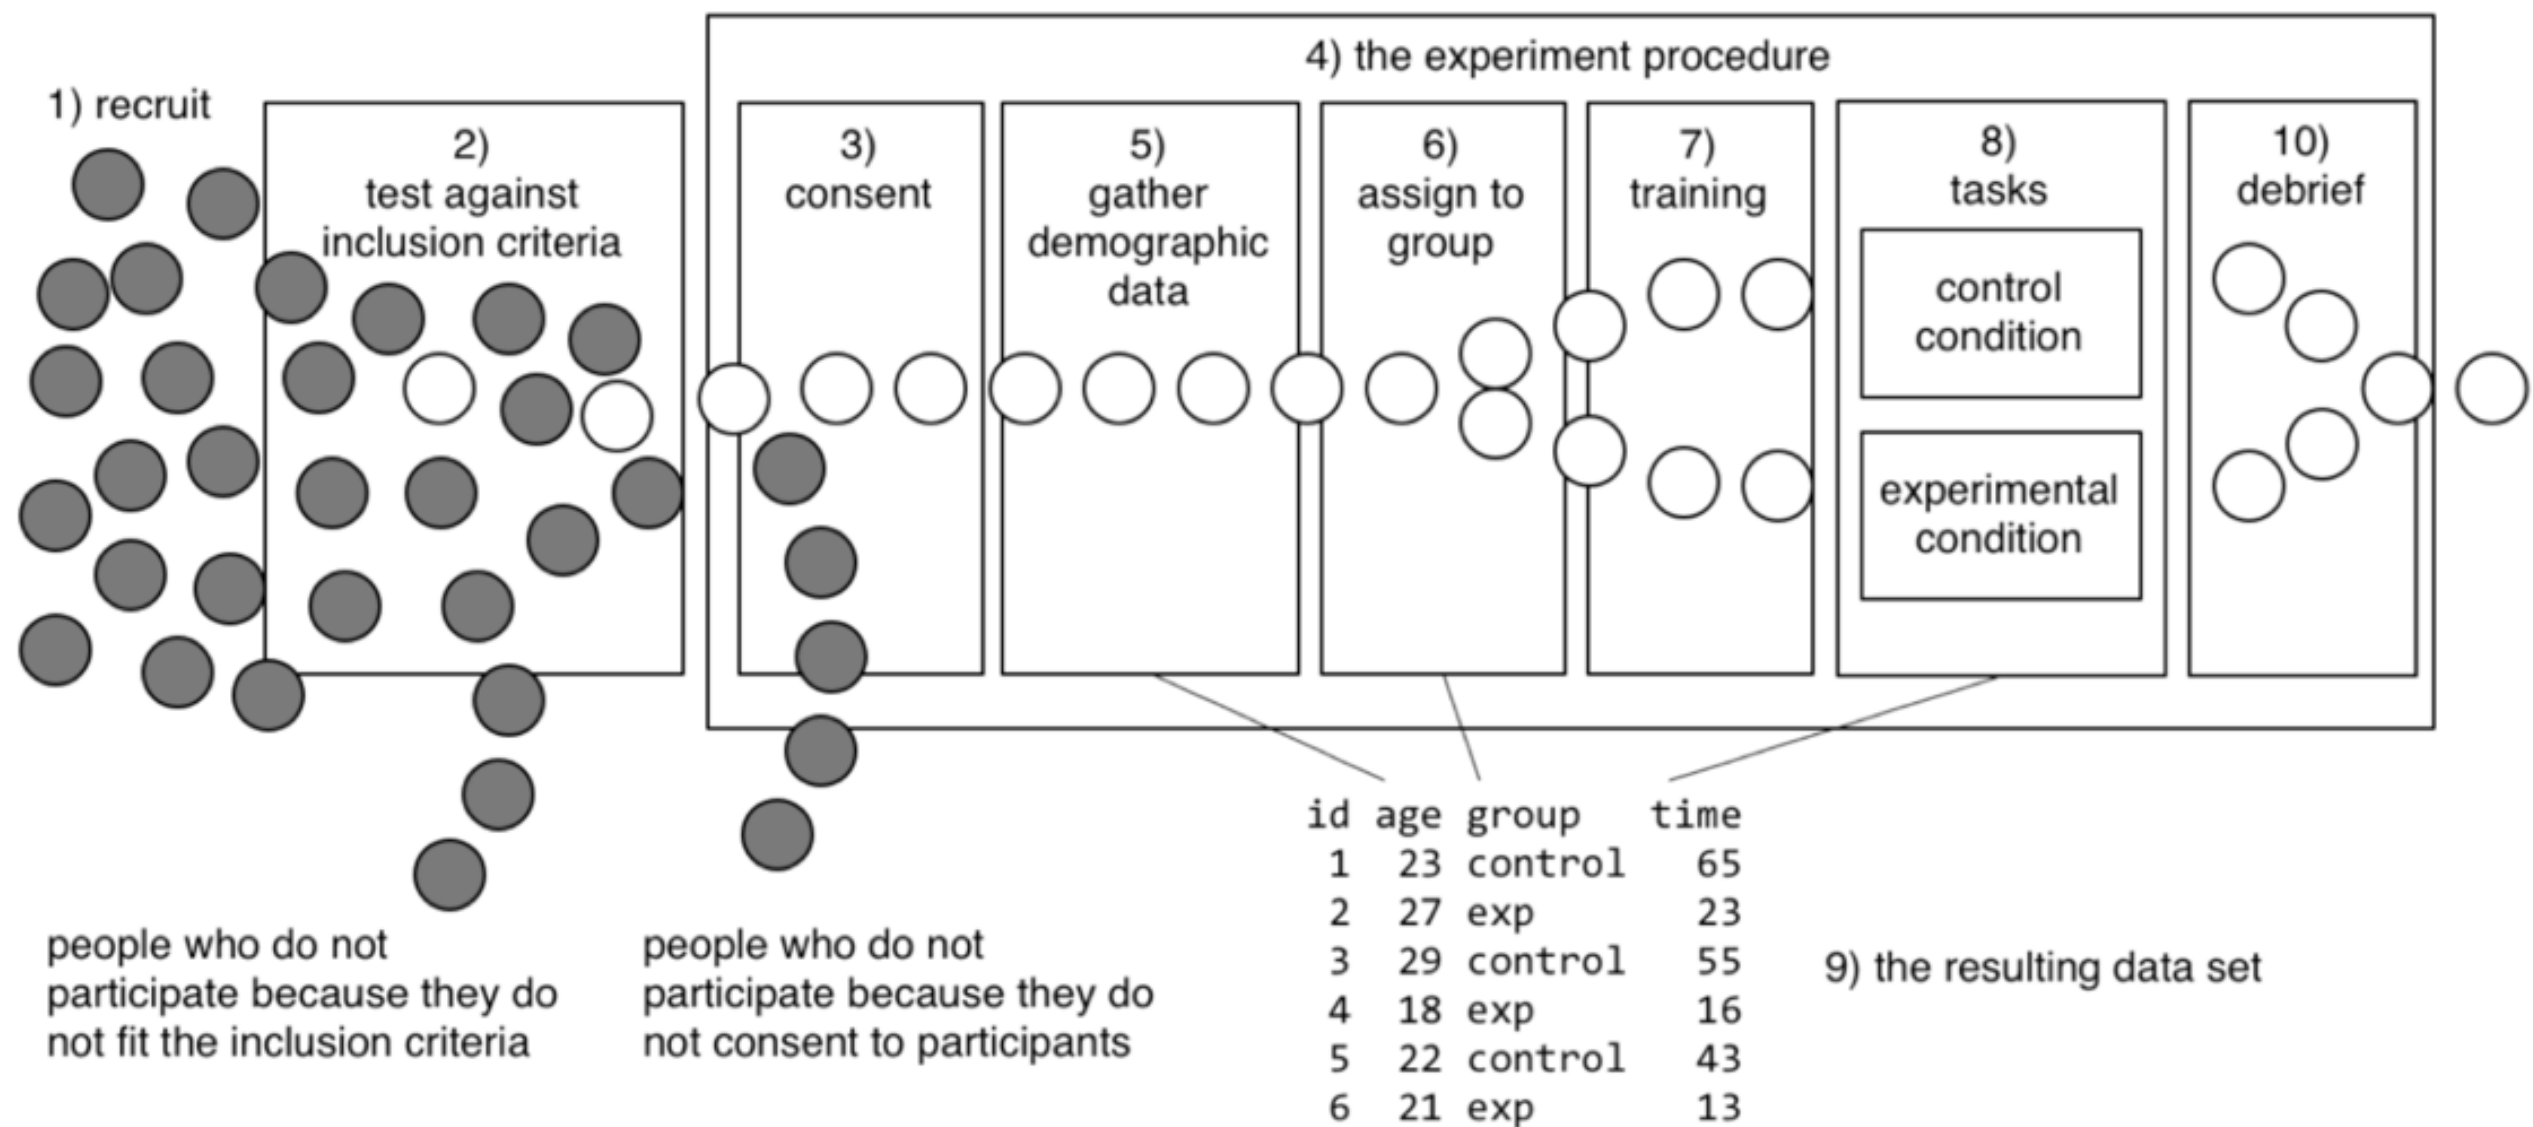 4) the experiment procedure
1) recruit
2)
test against
inclusion criteria
3)
consent
5)
gather
demographic
data
6)
assign to
group
7)
training
8)
tasks
control
condition
experimental
condition
10)
debrief
people who do not
participate because they do
not fit the inclusion criteria
people who do not
participate because they do
not consent to participants
id age group time
1 23 control 65
2 27 exp 23
3 29 control 55
4 18 exp 16
5 22 control 43
6 21 exp 13
9) the resulting data set